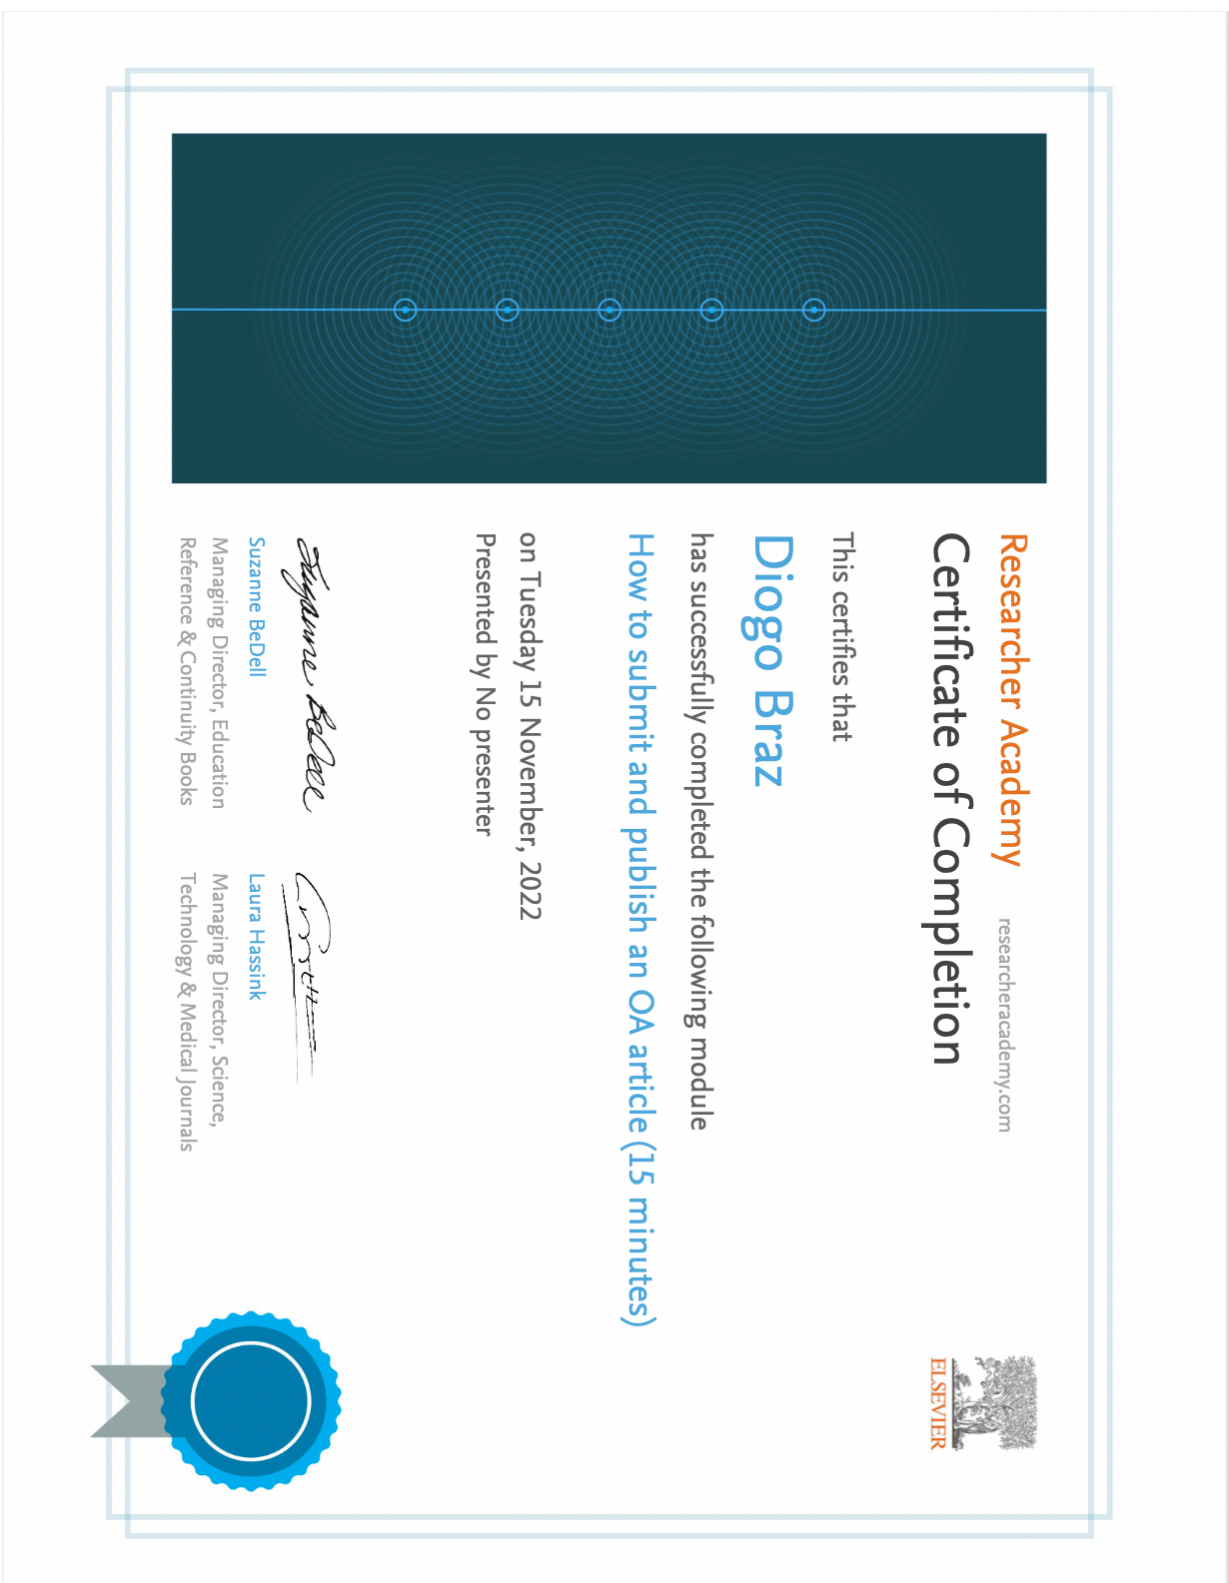 Researcher Academy researcheracademy.com
Certificate of Completion
ELSEVIER
This certifies that
Diogo Braz
has successfully completed the following module
How to submit and publish an OA article (15 minutes)
on Tuesday 15 November, 2022
Presented by No presenter
Suzanne BeDell
Suzanne BeDell
Managing Director, Education
Reference & Continuity Books
Laura Hassink
Managing Director, Science,
Technology & Medical Journals